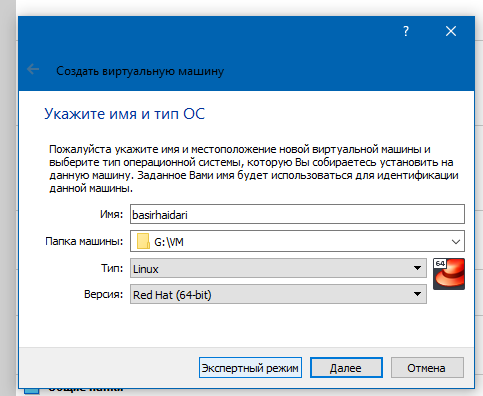 ?
Создать виртуальную машину
Укажите имя и тип ОС
Пожалуйста укажите имя и местоположение новой виртуальной машины и
выберите тип операционной системы, которую Вы собираетесь установить на
данную машину. Заданное Вами имя будет использоваться для идентификации
данной машины.
Имя: basirhaidari
Папка машины: G:\VM
Тип: Linux
64
Версия: Red Hat (64-bit)
Экспертный режим Далее Отмена
Общие папки